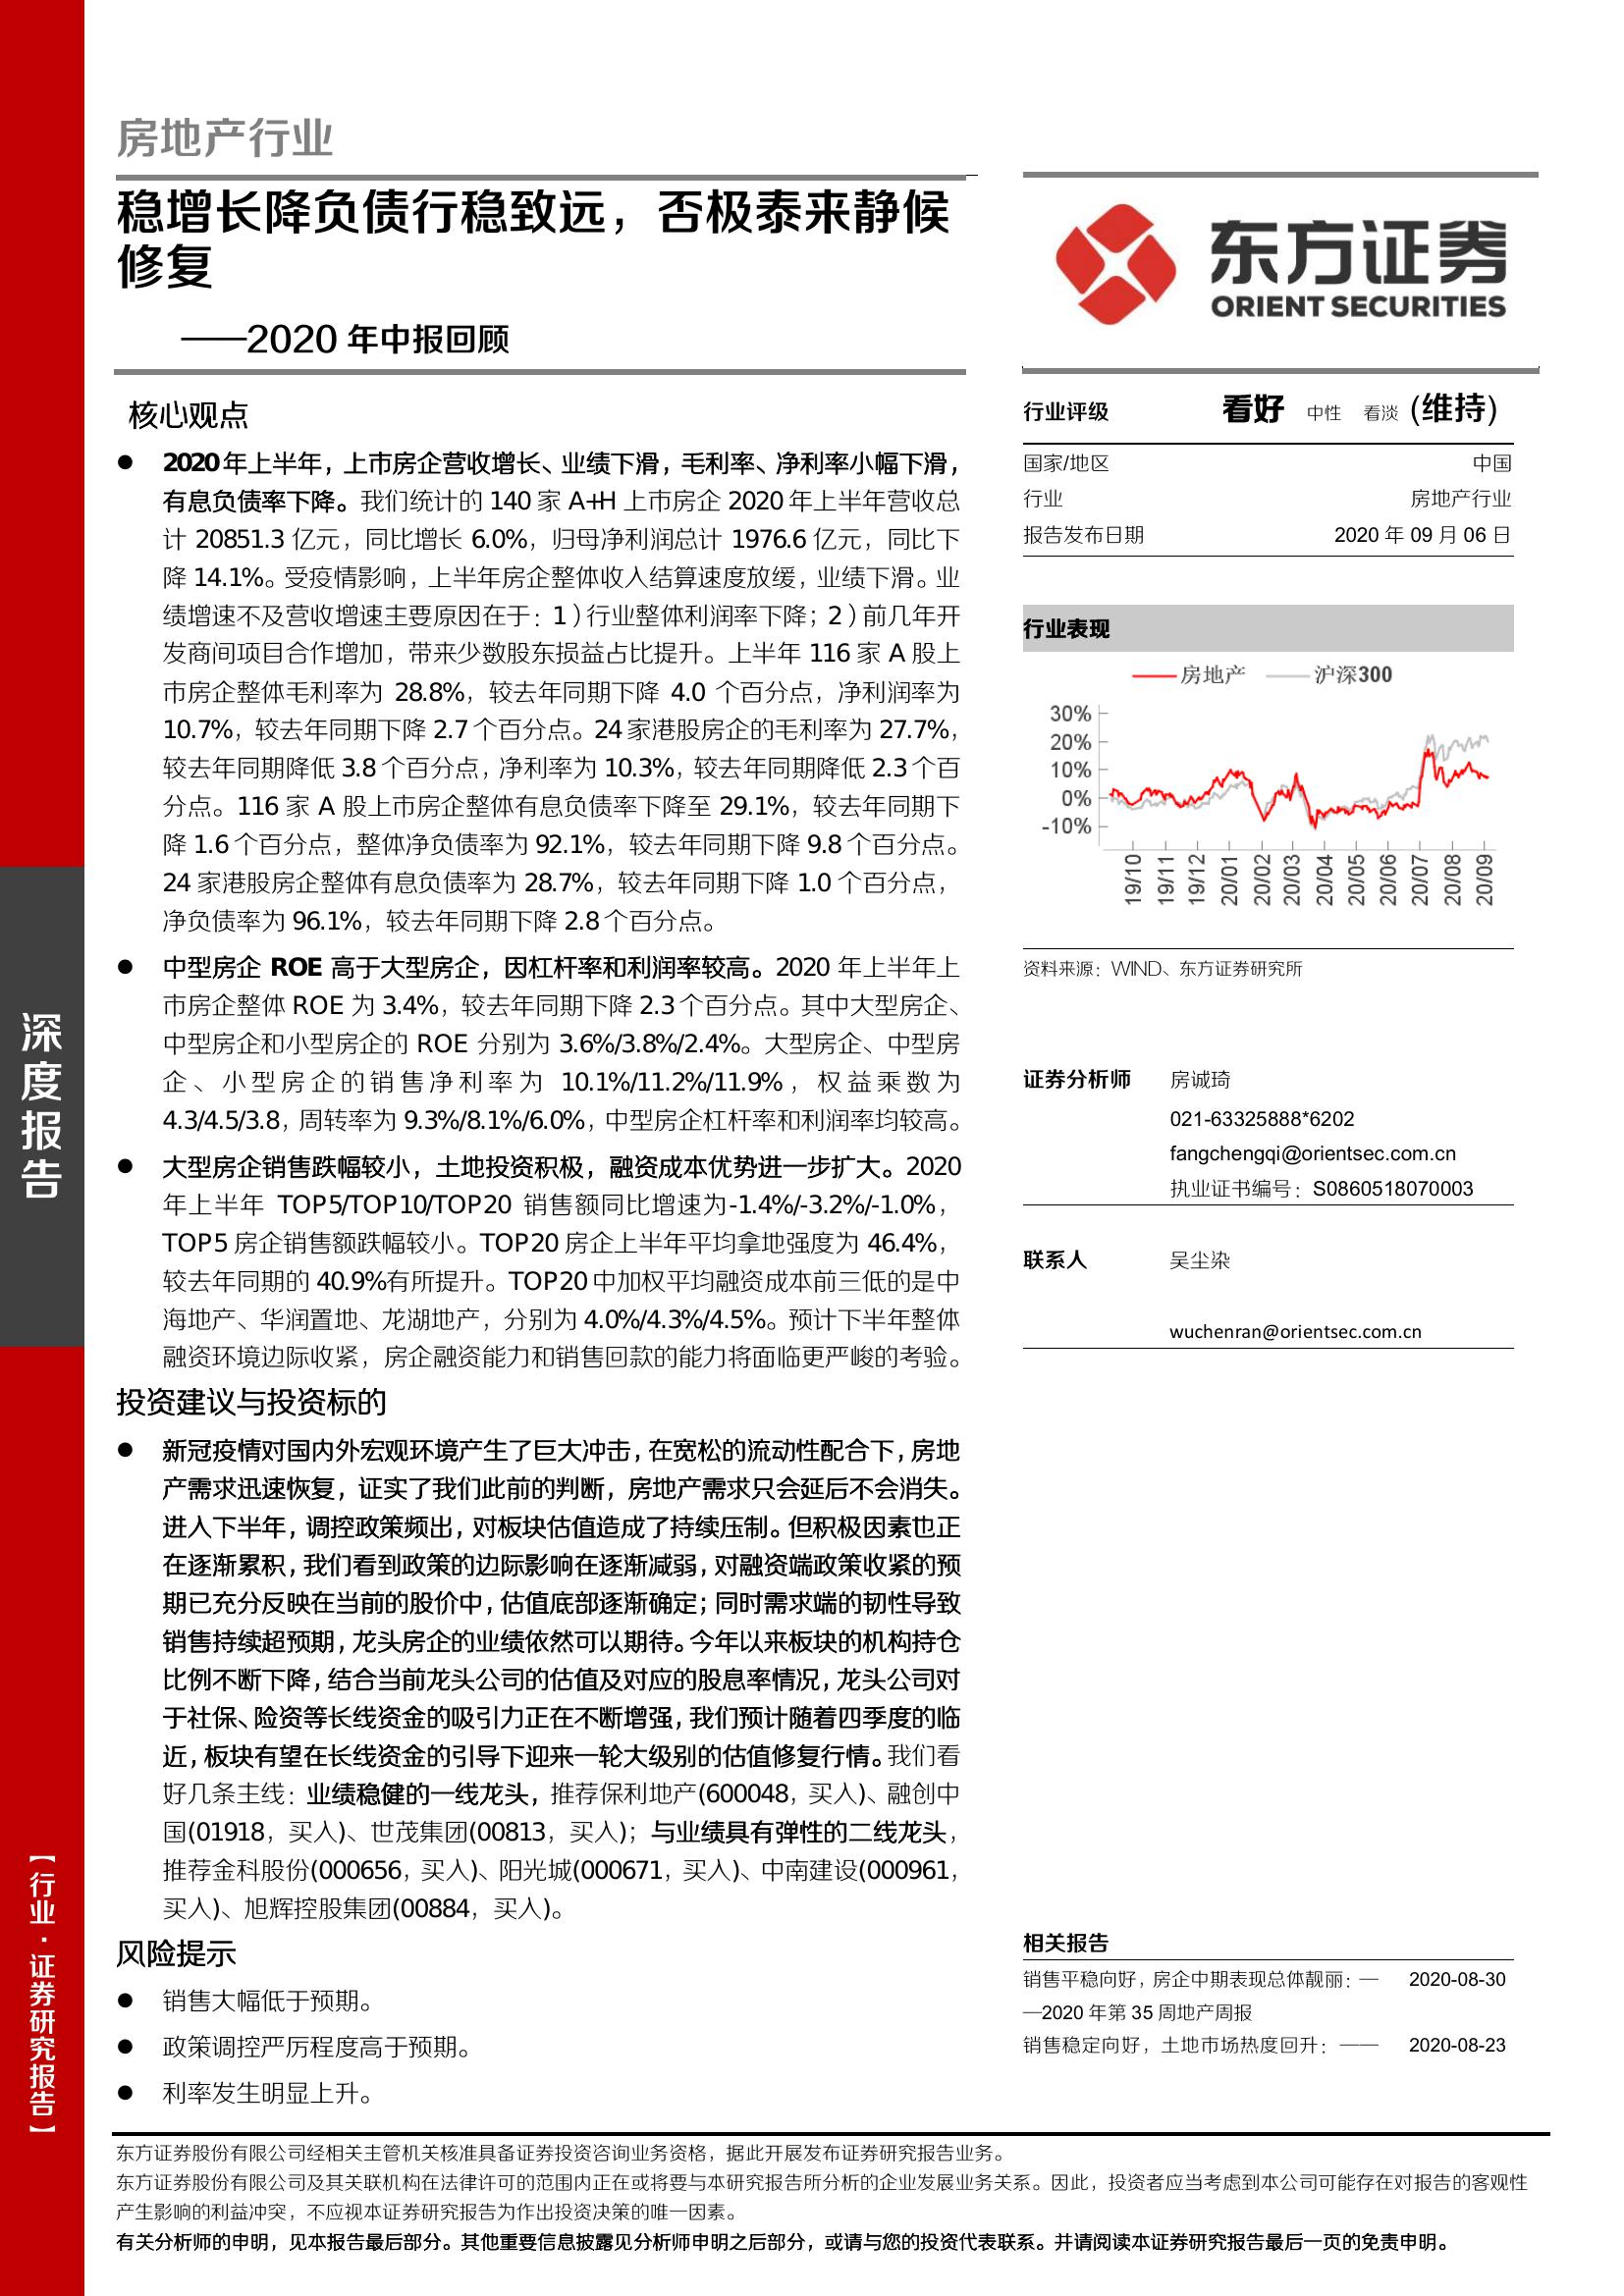 房地产行业
稳增长降负债行稳致远，否极泰来静候
修复
——2020 年中报回顾
核心观点
● 2020年上半年，上市房企营收增长、业绩下滑，毛利率、净利率小幅下滑，
有息负债率下降。我们统计的 140 家 A+H 上市房企 2020 年上半年营收总
计 20851.3 亿元，同比增长 6.0%，归母净利润总计 1976.6 亿元，同比下
降 14.1%。受疫情影响，上半年房企整体收入结算速度放缓，业绩下滑。业
绩增速不及营收增速主要原因在于：1）行业整体利润率下降；2）前几年开
发商间项目合作增加，带来少数股东损益占比提升。上半年 116 家 A 股上
市房企整体毛利率为 28.8%，较去年同期下降 4.0 个百分点，净利润率为
10.7%，较去年同期下降 2.7 个百分点。24 家港股房企的毛利率为 27.7%，
较去年同期降低 3.8 个百分点，净利率为 10.3%，较去年同期降低 2.3 个百
分点。116 家 A 股上市房企整体有息负债率下降至 29.1%，较去年同期下
降 1.6 个百分点，整体净负债率为 92.1%，较去年同期下降 9.8 个百分点。
24 家港股房企整体有息负债率为 28.7%，较去年同期下降 1.0 个百分点，
净负债率为 96.1%，较去年同期下降 2.8 个百分点。
● 中型房企 ROE 高于大型房企，因杠杆率和利润率较高。2020 年上半年上
市房企整体 ROE 为 3.4%，较去年同期下降 2.3 个百分点。其中大型房企、
中型房企和小型房企的 ROE 分别为 3.6%/3.8%/2.4%。大型房企、中型房
企、小型房企的销售净利率为 10.1%/11.2%/11.9%，权益乘数为
4.3/4.5/3.8，周转率为 9.3%/8.1%/6.0%，中型房企杠杆率和利润率均较高。
● 大型房企销售跌幅较小，土地投资积极，融资成本优势进一步扩大。2020
年上半年 TOP5/TOP10/TOP20 销售额同比增速为-1.4%/-3.2%/-1.0%，
TOP5 房企销售额跌幅较小。TOP20 房企上半年平均拿地强度为 46.4%，
较去年同期的 40.9%有所提升。TOP20 中加权平均融资成本前三低的是中
海地产、华润置地、龙湖地产，分别为 4.0%/4.3%/4.5%。预计下半年整体
融资环境边际收紧，房企融资能力和销售回款的能力将面临更严峻的考验。
投资建议与投资标的
● 新冠疫情对国内外宏观环境产生了巨大冲击，在宽松的流动性配合下，房地
产需求迅速恢复，证实了我们此前的判断，房地产需求只会延后不会消失。
进入下半年，调控政策频出，对板块估值造成了持续压制。但积极因素也正
在逐渐累积，我们看到政策的边际影响在逐渐减弱，对融资端政策收紧的预
期已充分反映在当前的股价中，估值底部逐渐确定；同时需求端的韧性导致
销售持续超预期，龙头房企的业绩依然可以期待。今年以来板块的机构持仓
比例不断下降，结合当前龙头公司的估值及对应的股息率情况，龙头公司对
于社保、险资等长线资金的吸引力正在不断增强，我们预计随着四季度的临
近，板块有望在长线资金的引导下迎来一轮大级别的估值修复行情。我们看
好几条主线：业绩稳健的一线龙头，推荐保利地产(600048，买入)、融创中
国(01918，买入)、世茂集团(00813，买入)；与业绩具有弹性的二线龙头，
推荐金科股份(000656，买入)、阳光城(000671，买入)、中南建设(000961，
买入)、旭辉控股集团(00884，买入)。
风险提示
● 销售大幅低于预期。
● 政策调控严厉程度高于预期。
● 利率发生明显上升。
东方证券
ORIENT SECURITIES
行业评级 看好 中性 看淡 (维持)
国家/地区 中国
行业 房地产行业
报告发布日期 2020 年 09 月 06 日
行业表现
房地产 沪深300
30%
20%
10%
0%
-10%
19/10 19/11 19/12 20/01 20/02 20/03 20/04 20/05 20/06 20/07 20/08 20/09
资料来源：WIND、东方证券研究所
证券分析师 房诚琦
021-63325888*6202
fangchengqi@orientsec.com.cn
执业证书编号：S0860518070003
联系人 吴尘染
wuchenran@orientsec.com.cn
相关报告
销售平稳向好，房企中期表现总体靓丽：— 2020-08-30
—2020 年第 35 周地产周报
销售稳定向好，土地市场热度回升：—— 2020-08-23
深度报告
【行业·证券研究报告】
东方证券股份有限公司经相关主管机关核准具备证券投资咨询业务资格，据此开展发布证券研究报告业务。
东方证券股份有限公司及其关联机构在法律许可的范围内正在或将要与本研究报告所分析的企业发展业务关系。因此，投资者应当考虑到本公司可能存在对报告的客观性
产生影响的利益冲突，不应视本证券研究报告为作出投资决策的唯一因素。
有关分析师的申明，见本报告最后部分。其他重要信息披露见分析师申明之后部分，或请与您的投资代表联系。并请阅读本证券研究报告最后一页的免责申明。